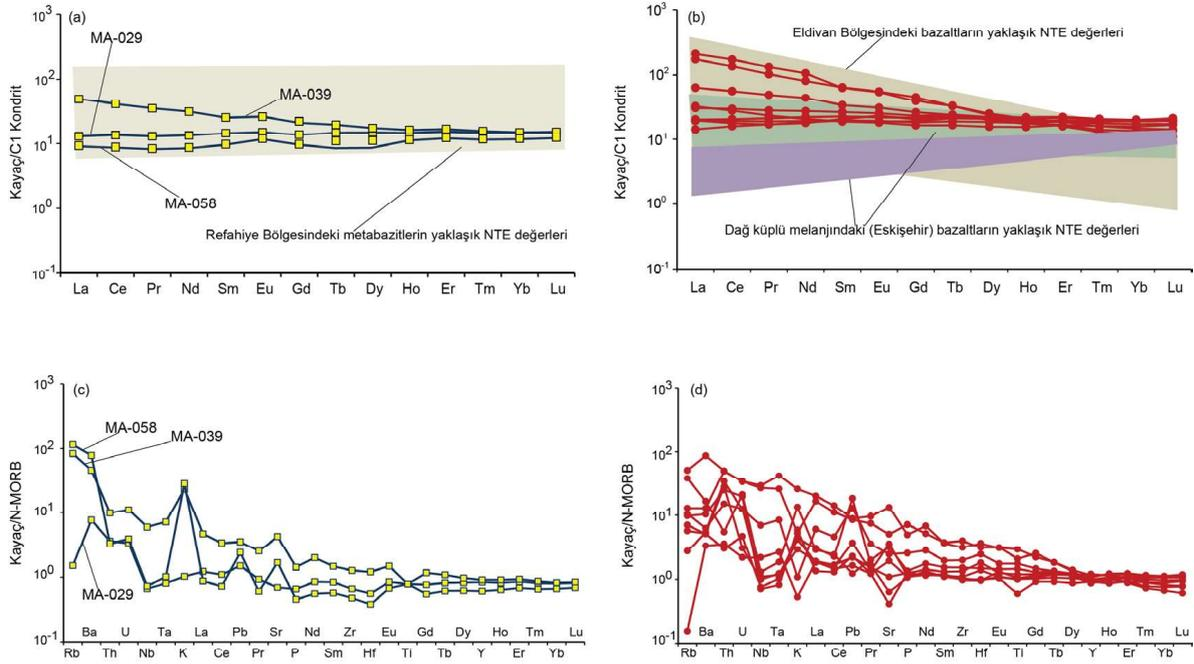 (a)
Kayaç/C1 Kondrit
10³
10²
10¹
10⁰
10⁻¹
MA-029
MA-039
MA-058
Refahiye Bölgesindeki metabazitlerin yaklaşık NTE değerleri
La Ce Pr Nd Sm Eu Gd Tb Dy Ho Er Tm Yb Lu
(b)
Kayaç/C1 Kondrit
10³
10²
10¹
10⁰
10⁻¹
Eldivan Bölgesindeki bazaltların yaklaşık NTE değerleri
Dağ küplü melanjındaki (Eskişehir) bazaltların yaklaşık NTE değerleri
La Ce Pr Nd Sm Eu Gd Tb Dy Ho Er Tm Yb Lu
(c)
Kayaç/N-MORB
10³
10²
10¹
10⁰
10⁻¹
MA-058
MA-039
MA-029
Ba U Ta La Pb Sr Nd Zr Eu Gd Dy Ho Tm Lu
Rb Th Nb K Ce Pr P Sm Hf Ti Tb Y Er Yb
(d)
Kayaç/N-MORB
10³
10²
10¹
10⁰
10⁻¹
Ba U Ta La Pb Sr Nd Zr Eu Gd Dy Ho Tm Lu
Rb Th Nb K Ce Pr P Sm Hf Ti Tb Y Er Yb